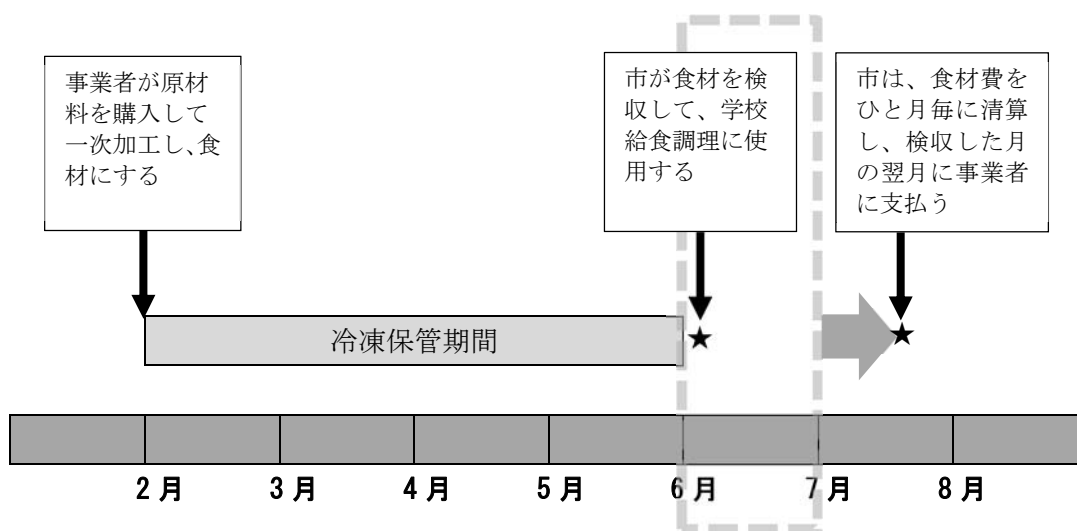 事業者が原材
料を購入して
一次加工し、食
材にする
市が食材を検
収して、学校
給食調理に使
用する
市は、食材費を
ひと月毎に清算
し、検収した月
の翌月に事業者
に支払う
冷凍保管期間
2月 3月 4月 5月 6月 7月 8月